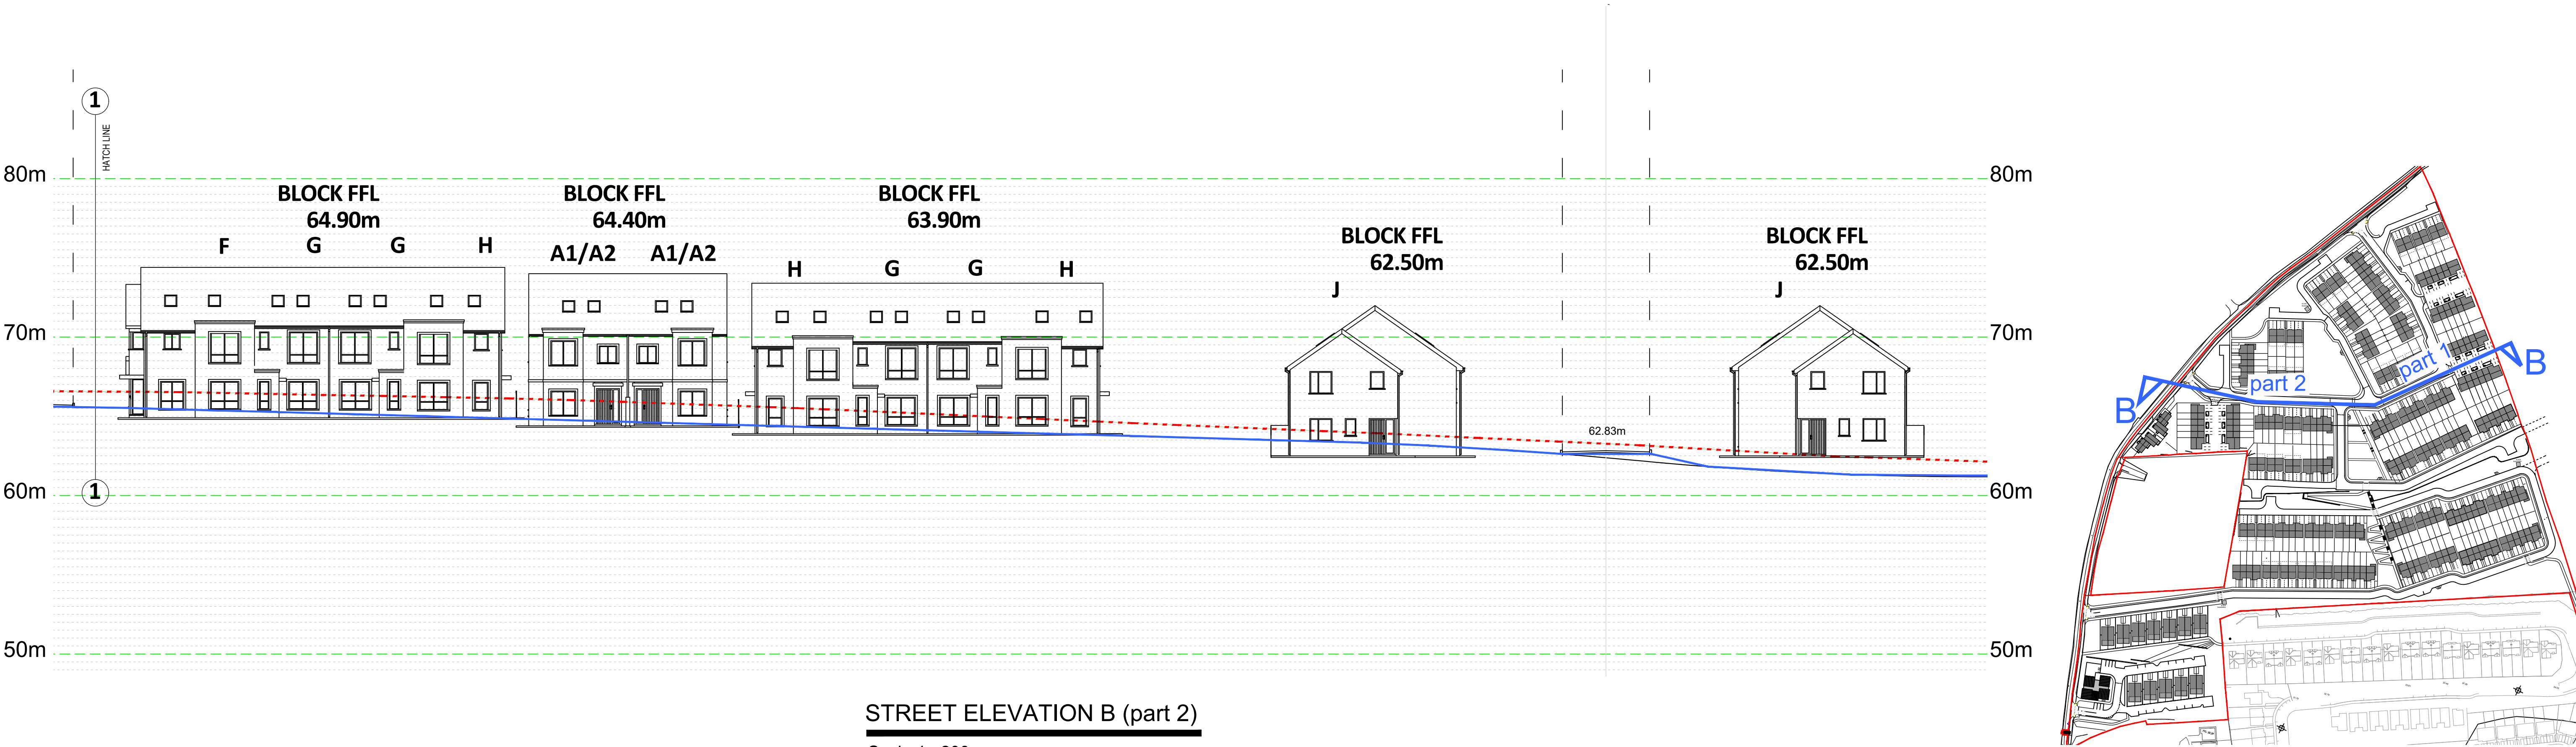 1
HATCH LINE
80m
80m
BLOCK FFL
64.90m
BLOCK FFL
64.40m
BLOCK FFL
63.90m
BLOCK FFL
62.50m
BLOCK FFL
62.50m
F G G H
A1/A2 A1/A2
H G G H
J
J
70m
70m
62.83m
60m
60m
1
50m
50m
STREET ELEVATION B (part 2)
part 1
B
part 2
B